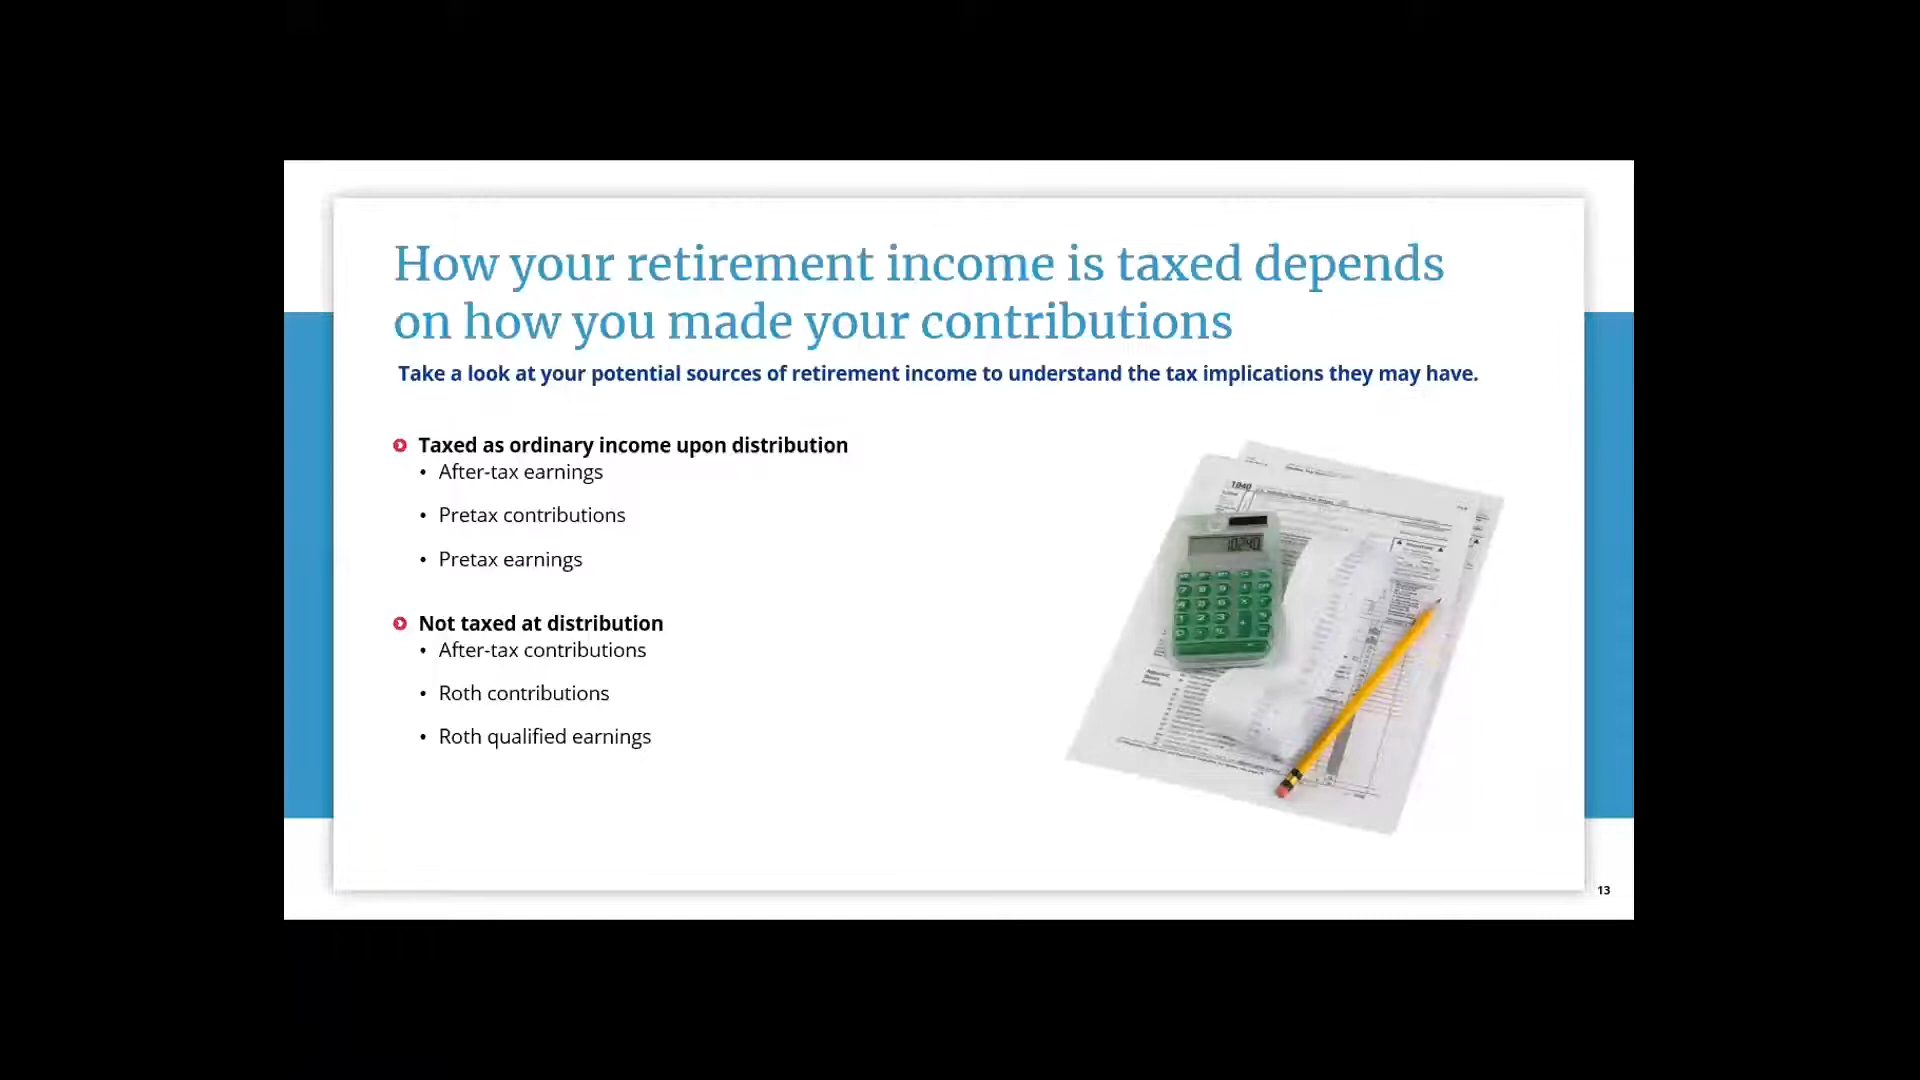 How your retirement income is taxed depends
on how you made your contributions
Take a look at your potential sources of retirement income to understand the tax implications they may have.
Taxed as ordinary income upon distribution
• After-tax earnings
• Pretax contributions
• Pretax earnings
Not taxed at distribution
• After-tax contributions
• Roth contributions
• Roth qualified earnings
1040
13